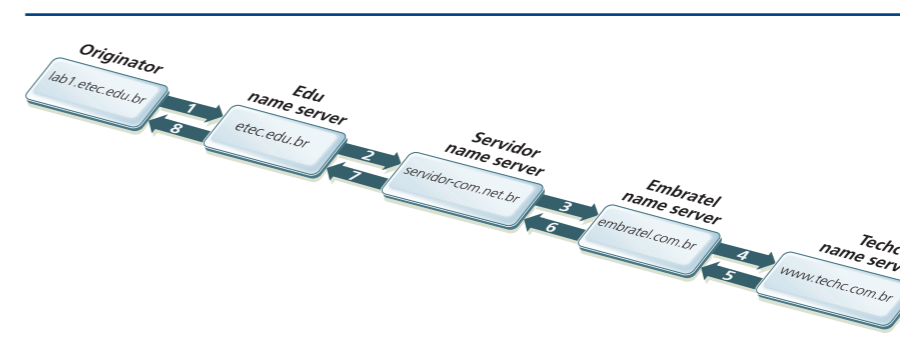 Originator
lab1.etec.edu.br
1
8
Edu
name server
etec.edu.br
2
7
Servidor
name server
servidor-com.net.br
3
6
Embratel
name server
embratel.com.br
4
5
name
www.techc.com.br